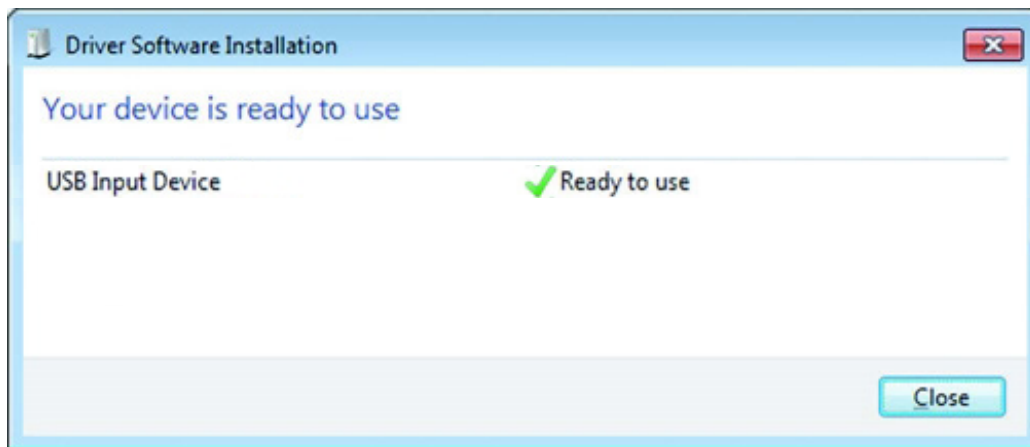 Driver Software Installation
Your device is ready to use
USB Input Device
Ready to use
Close